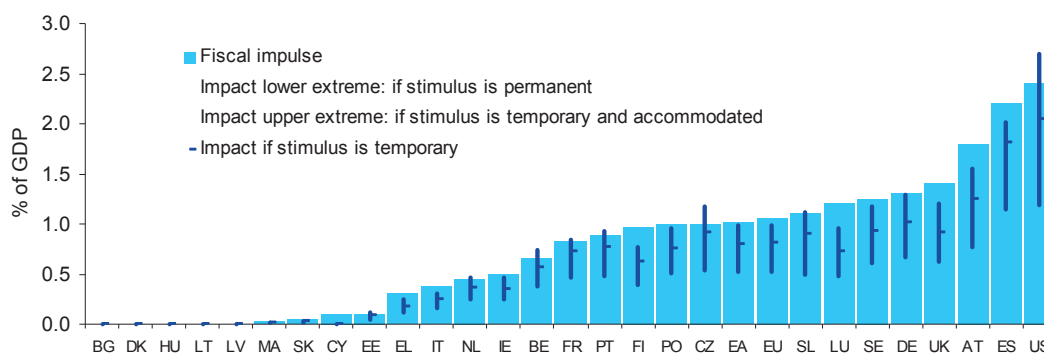 3.0
Fiscal impulse
2.5
Impact lower extreme: if stimulus is permanent
Impact upper extreme: if stimulus is temporary and accommodated
2.0
Impact if stimulus is temporary
% of GDP
1.5
1.0
0.5
0.0
BG DK HU LT LV MA SK CY EE EL IT NL IE BE FR PT FI PO CZ EA EU SL LU SE DE UK AT ES US